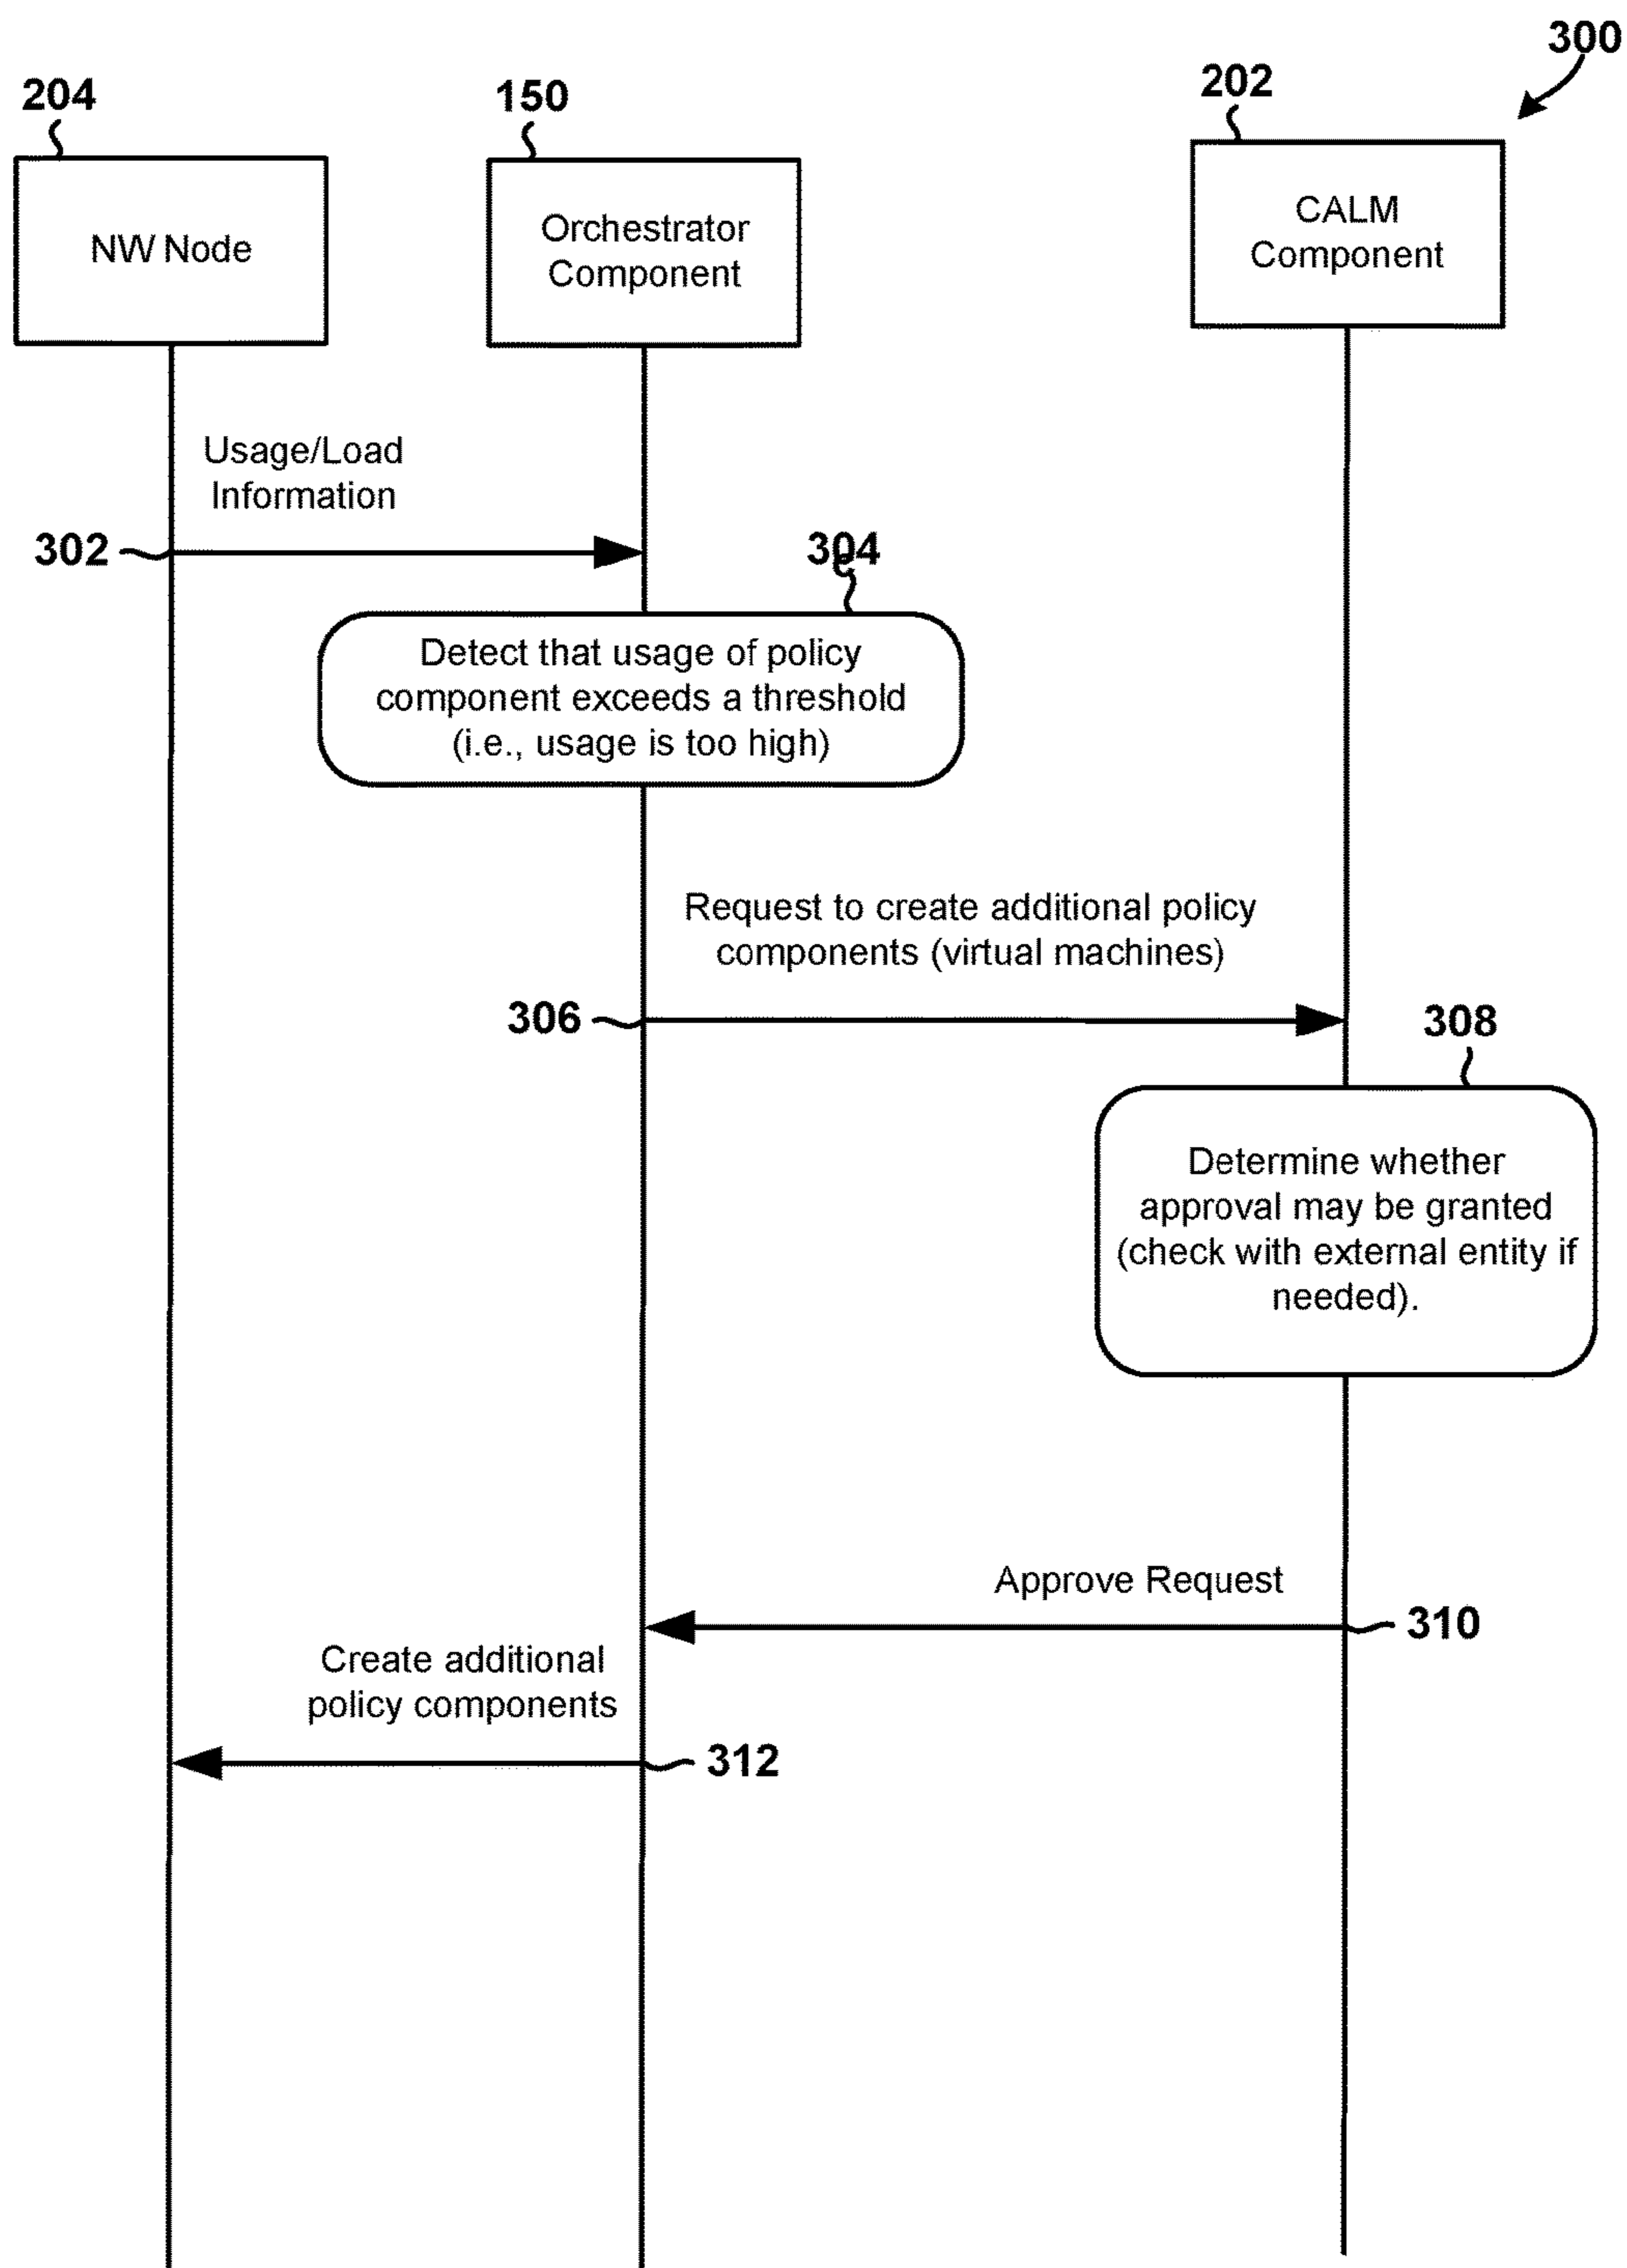 300
204
150
202
NW Node
Orchestrator
Component
CALM
Component
Usage/Load
Information
302
304
Detect that usage of policy
component exceeds a threshold
(i.e., usage is too high)
Request to create additional policy
components (virtual machines)
306
308
Determine whether
approval may be granted
(check with external entity if
needed).
Approve Request
310
Create additional
policy components
312